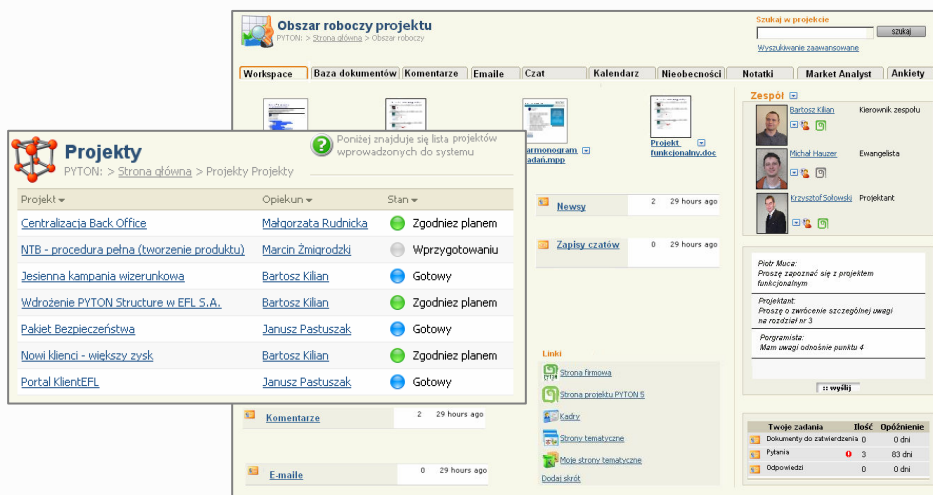 Obszar roboczy projektu
PYTON: > Strona główna > Obszar roboczy
Szukaj w projekcie
szukaj
Wyszukiwanie zaawansowane
Workspace Baza dokumentów Komentarze Emaile Czat Kalendarz Nieobecności Notatki Market Analyst Ankiety
armonogram
adań.mpp
Projekt
funkcjonalny.doc
Newsy 2 29 hours ago
Zapisy czatów 0 29 hours ago
Linki
Strona firmowa
Strona projektu PYTON 5
Kadry
Strony tematyczne
Moje strony tematyczne
Dodaj skrót
Komentarze 2 29 hours ago
E-maile 0 29 hours ago
Zespół
Bartosz Kilian Kierownik zespołu
Michał Hauzer Ewangelista
Krzysztof Sołowski Projektant
Piotr Muca:
Proszę zapoznać się z projektem
funkcjonalnym
Projektant:
Proszę o zwrócenie szczególnej uwagi
na rozdział nr 3
Porgramista:
Mam uwagi odnośnie punktu 4
:: wyślij
Twoje zadania Ilość Opóźnienie
Dokumenty do zatwierdzenia 0 0 dni
Pytania 3 83 dni
Odpowiedzi 0 0 dni
Projekty
PYTON: > Strona główna > Projekty Projekty
Poniżej znajduje się lista projektów
wprowadzonych do systemu
Projekt Opiekun Stan
Centralizacja Back Office Małgorzata Rudnicka Zgodniez planem
NTB - procedura pełna (tworzenie produktu) Marcin Żmigrodzki Wprzygotowaniu
Jesienna kampania wizerunkowa Bartosz Kilian Gotowy
Wdrożenie PYTON Structure w EFL S.A. Bartosz Kilian Zgodniez planem
Pakiet Bezpieczeństwa Janusz Pastuszak Gotowy
Nowi klienci - większy zysk Bartosz Kilian Zgodniez planem
Portal KlientEFL Janusz Pastuszak Gotowy